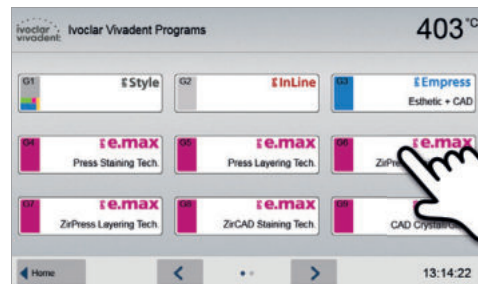 ivoclar vivadent: Ivoclar Vivadent Programs 403 °C
G1 Style G2 InLine G3 Empress
Esthetic + CAD
G4 e.max G5 e.max G6 e.max
Press Staining Tech. Press Layering Tech.
G7 e.max G8 e.max G9
ZirPress Layering Tech. ZirCAD Staining Tech. CAD
Home 13:14:22